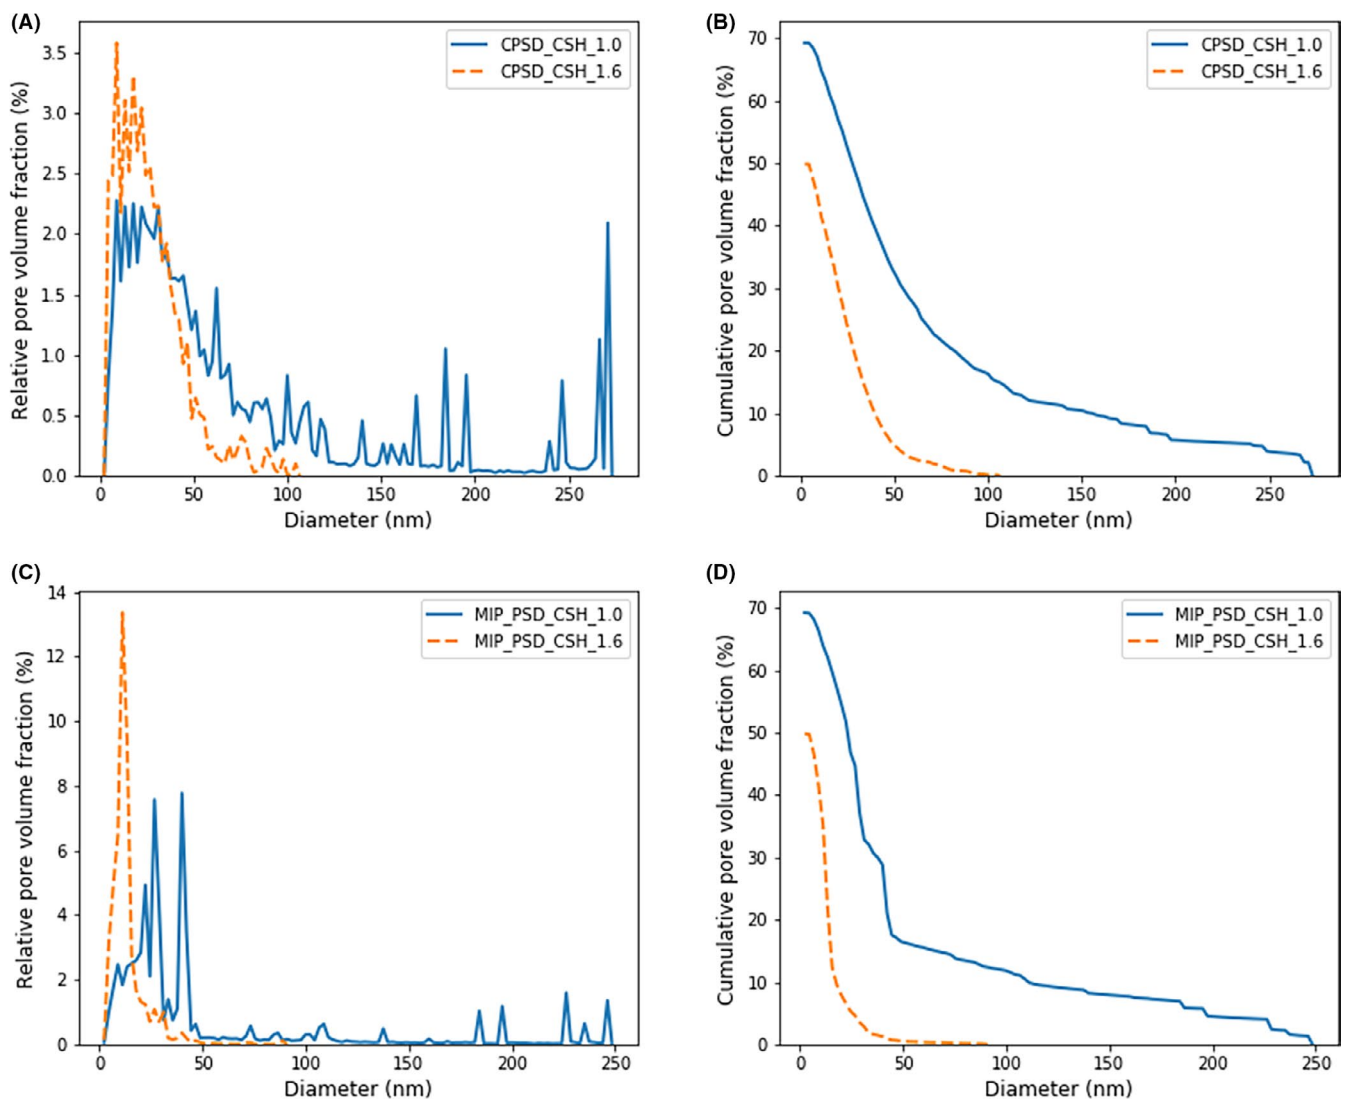 (A)
CPSD_CSH_1.0
CPSD_CSH_1.6
Relative pore volume fraction (%)
3.5
3.0
2.5
2.0
1.5
1.0
0.5
0.0
0 50 100 150 200 250
Diameter (nm)
(B)
CPSD_CSH_1.0
CPSD_CSH_1.6
Cumulative pore volume fraction (%)
70
60
50
40
30
20
10
0
0 50 100 150 200 250
Diameter (nm)
(C)
MIP_PSD_CSH_1.0
MIP_PSD_CSH_1.6
Relative pore volume fraction (%)
14
12
10
8
6
4
2
0
0 50 100 150 200 250
Diameter (nm)
(D)
MIP_PSD_CSH_1.0
MIP_PSD_CSH_1.6
Cumulative pore volume fraction (%)
70
60
50
40
30
20
10
0
0 50 100 150 200 250
Diameter (nm)